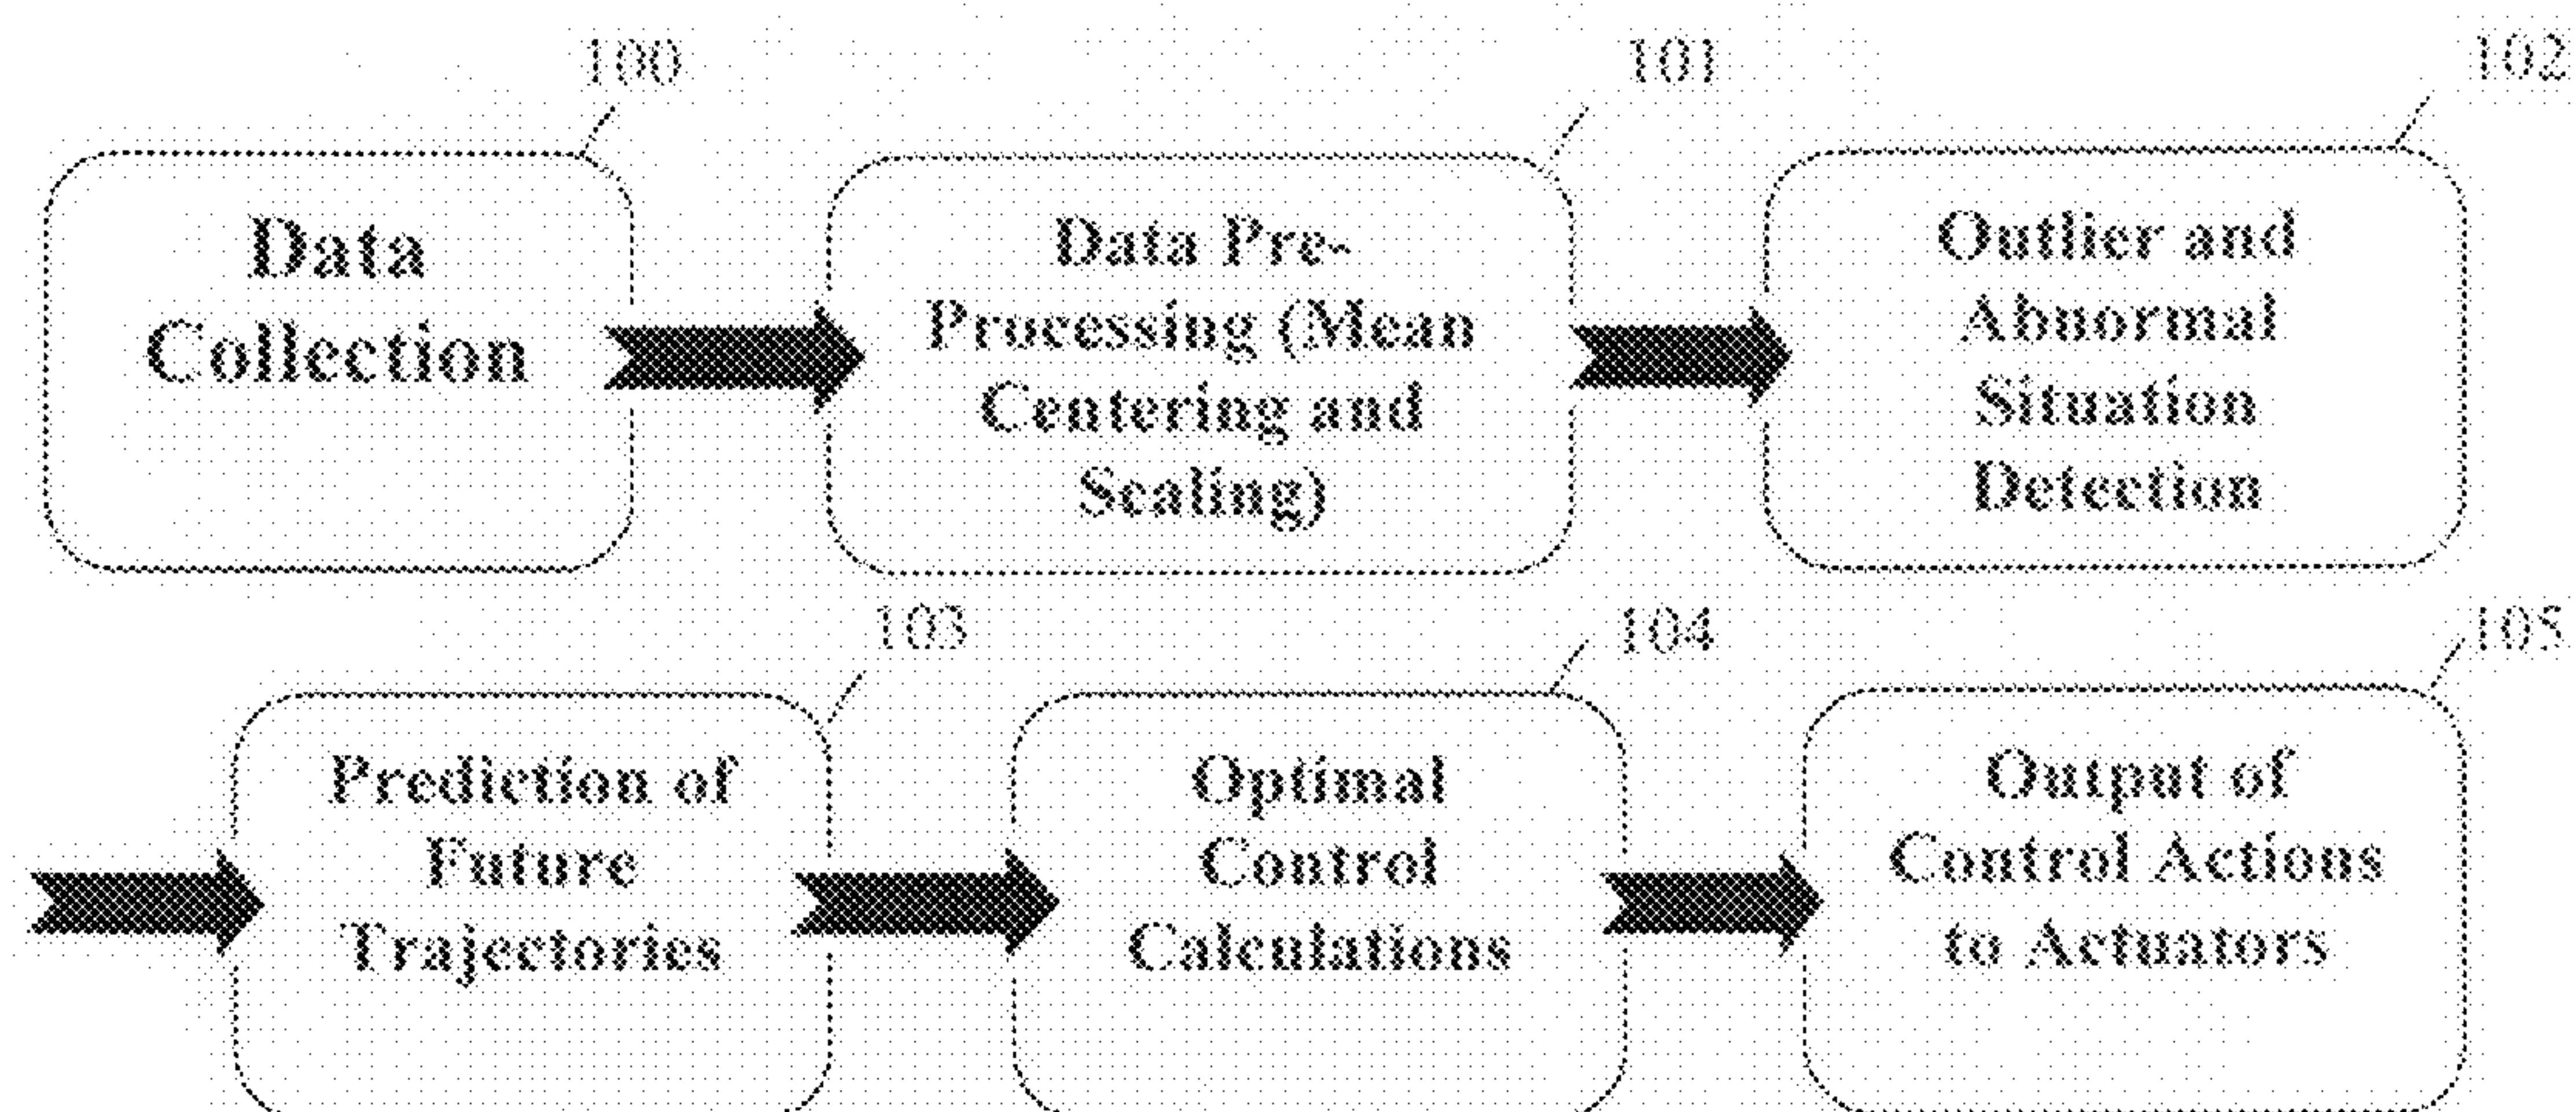 100
101
102
Data
Collection
Data Pre-
Processing (Mean
Centering and
Scaling)
Outlier and
Abnormal
Situation
Detection
103
104
105
Prediction of
Future
Trajectories
Optimal
Control
Calculations
Output of
Control Actions
to Actuators